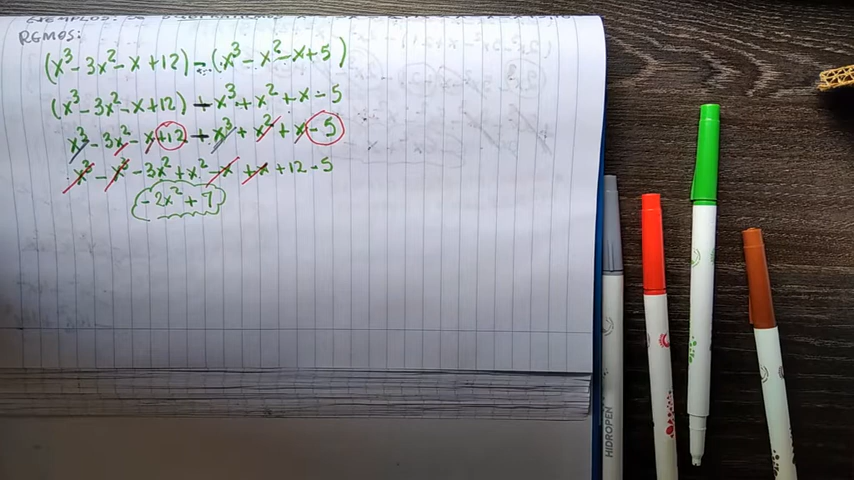 RGMOS:
(x³-3x²-x+12)-(x³-x²-x+5)
(x³-3x²-x+12)-x³+x²+x-5
x³-3x²-x+12-x³+x²+x-5
x³-x³-3x²+x²-x+x+12-5
-2x²+7
HIDROPEN